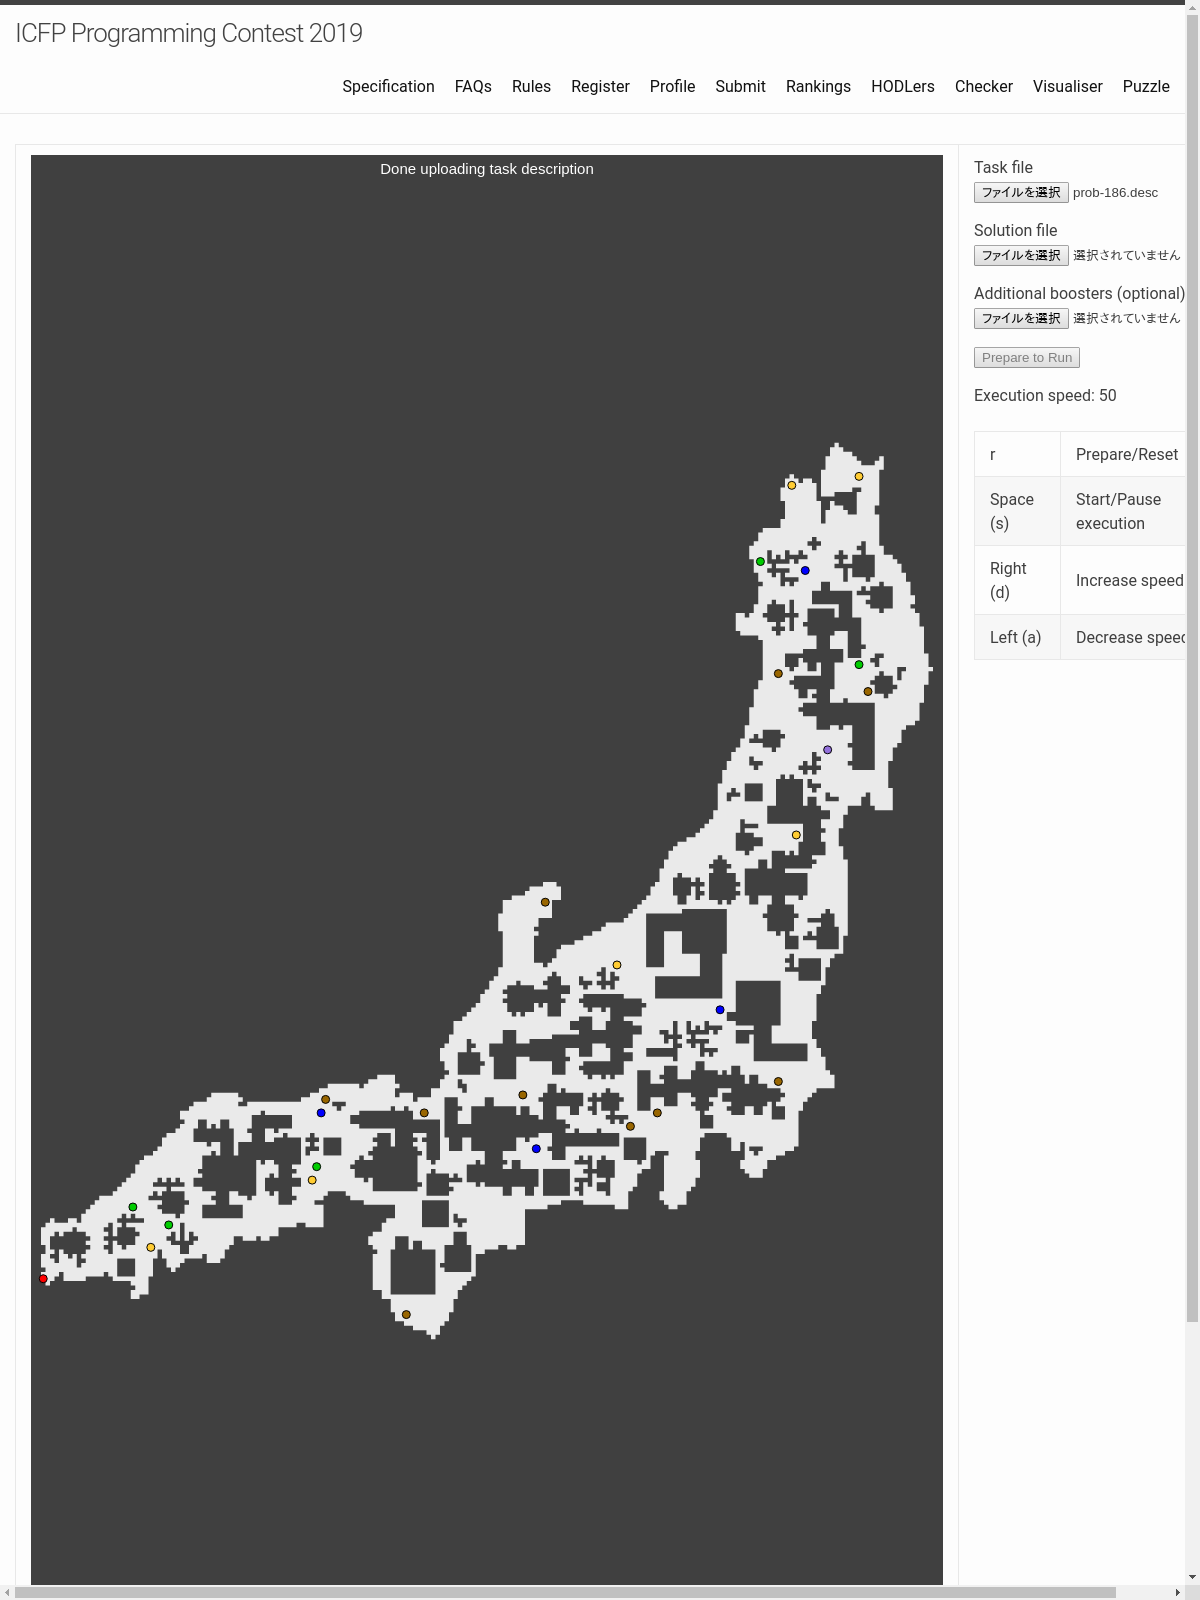 ICFP Programming Contest 2019
Specification FAQs Rules Register Profile Submit Rankings HODLers Checker Visualiser Puzzle
Done uploading task description
Task file
ファイルを選択 prob-186.desc
Solution file
ファイルを選択 選択されていません
Additional boosters (optional)
ファイルを選択 選択されていません
Prepare to Run
Execution speed: 50
r Prepare/Reset
Space (s) Start/Pause execution
Right (d) Increase speed
Left (a) Decrease speed